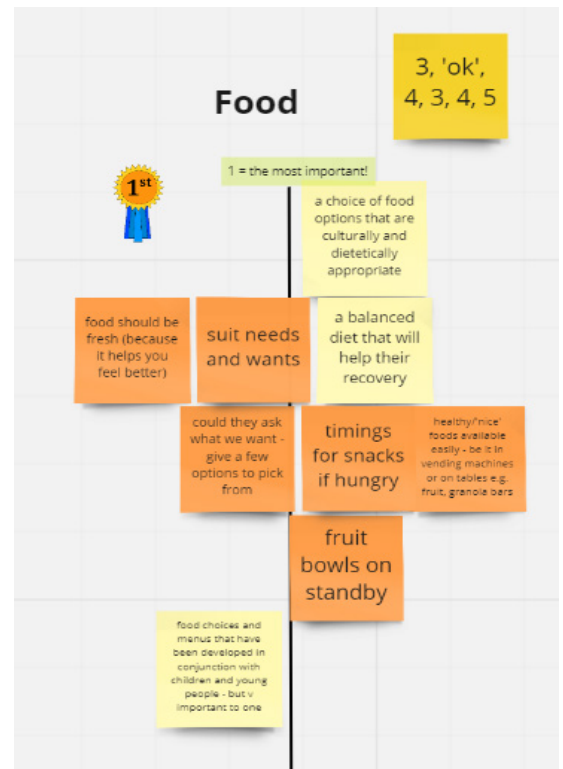 3, 'ok',
4, 3, 4, 5
Food
1 = the most important!
1st
a choice of food
options that are
culturally and
dietetically
appropriate
food should be
fresh (because
it helps you
feel better)
suit needs
and wants
a balanced
diet that will
help their
recovery
could they ask
what we want -
give a few
options to pick
from
timings
for snacks
if hungry
healthy/'nice'
foods available
easily - be it in
vending machines
or on tables e.g.
fruit, granola bars
fruit
bowls on
standby
food choices and
menus that have
been developed in
conjunction with
children and young
people - but v
important to one